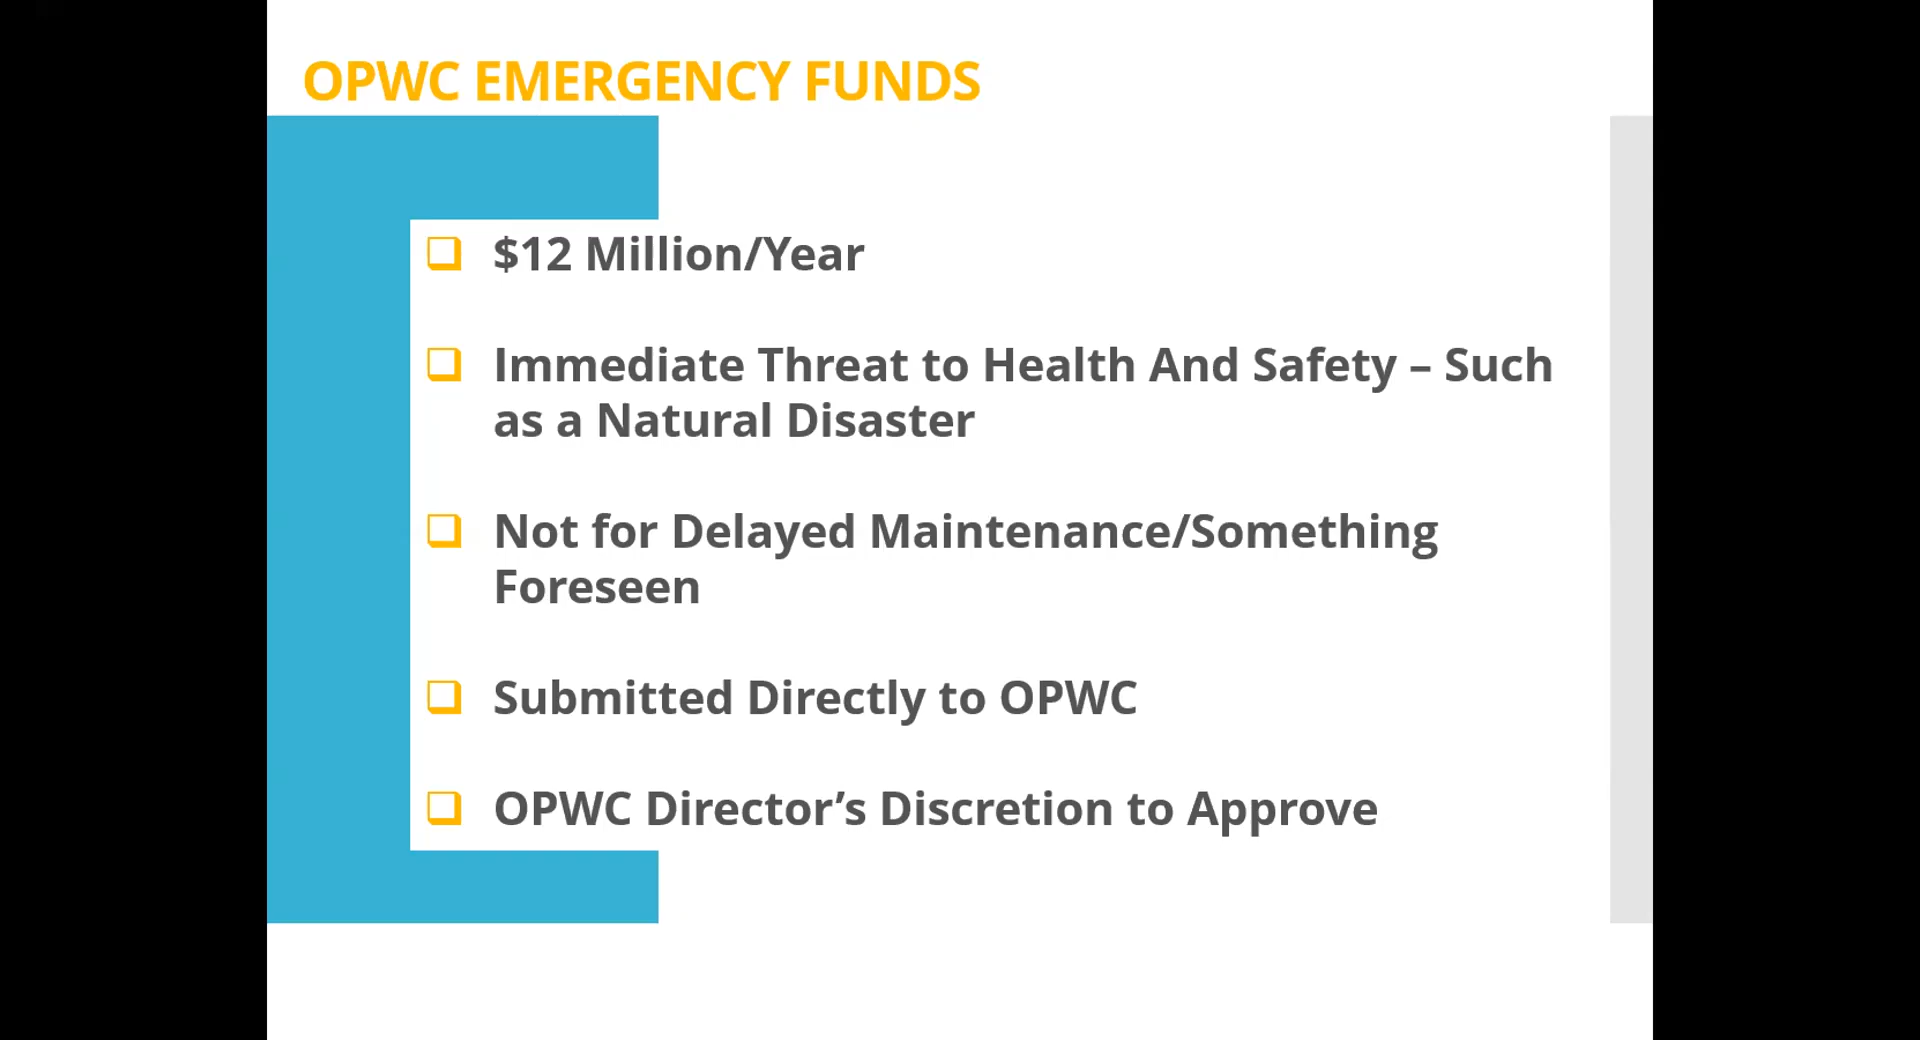 OPWC EMERGENCY FUNDS
$12 Million/Year
Immediate Threat to Health And Safety – Such
as a Natural Disaster
Not for Delayed Maintenance/Something
Foreseen
Submitted Directly to OPWC
OPWC Director’s Discretion to Approve